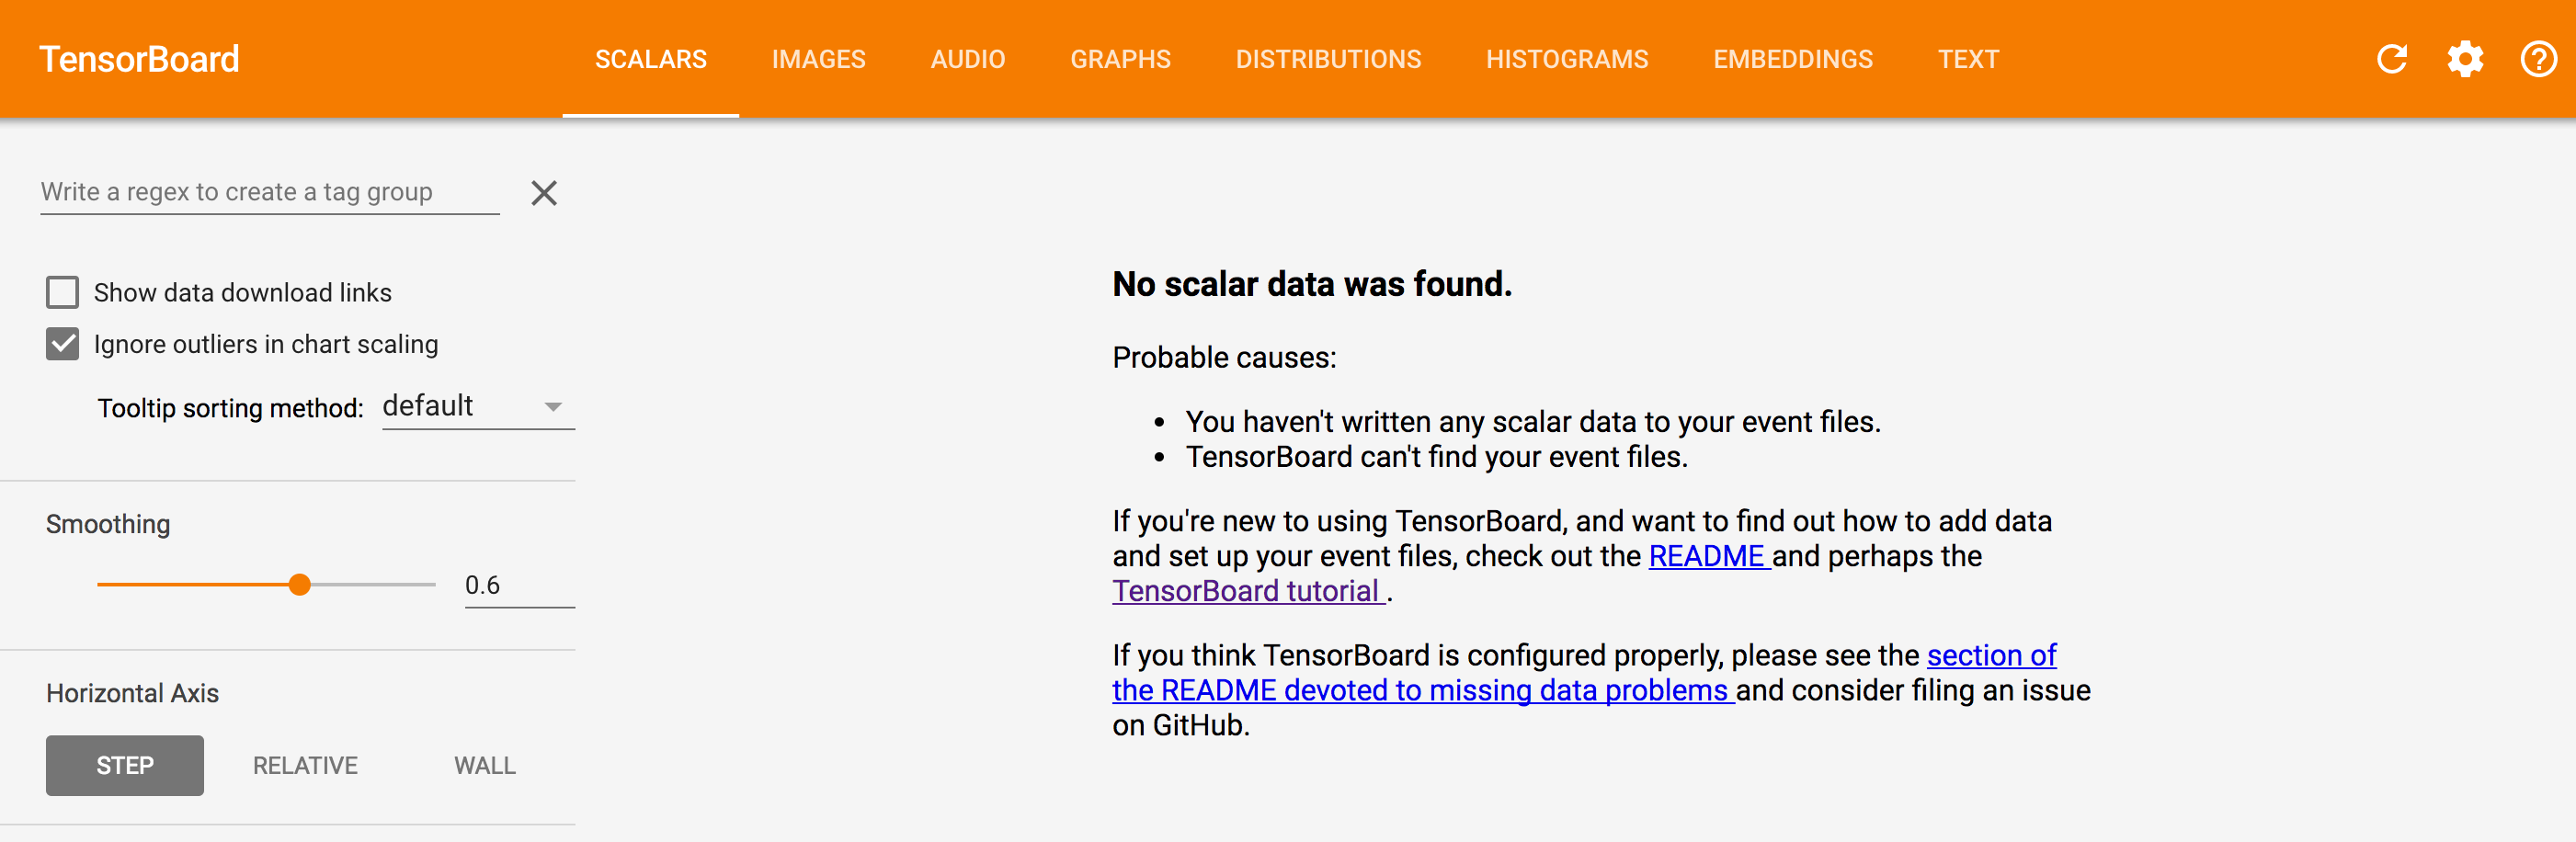 TensorBoard
SCALARS IMAGES AUDIO GRAPHS DISTRIBUTIONS HISTOGRAMS EMBEDDINGS TEXT
Write a regex to create a tag group
Show data download links
Ignore outliers in chart scaling
Tooltip sorting method: default
Smoothing
0.6
Horizontal Axis
STEP RELATIVE WALL
No scalar data was found.
Probable causes:
• You haven't written any scalar data to your event files.
• TensorBoard can't find your event files.
If you're new to using TensorBoard, and want to find out how to add data
and set up your event files, check out the README and perhaps the
TensorBoard tutorial .
If you think TensorBoard is configured properly, please see the section of
the README devoted to missing data problems and consider filing an issue
on GitHub.